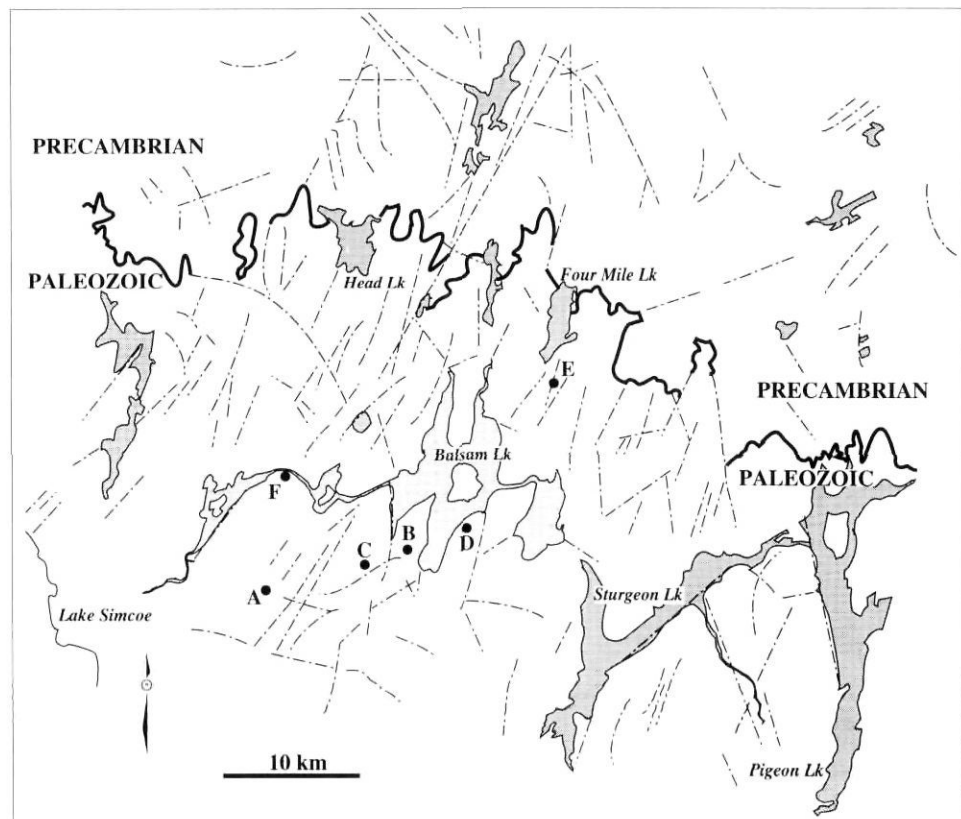 PRECAMBRIAN
PALEOZOIC
Head Lk
Four Mile Lk
E
PRECAMBRIAN
Balsam Lk
PALEOZOIC
F
B
D
C
A
Sturgeon Lk
Lake Simcoe
10 km
Pigeon Lk